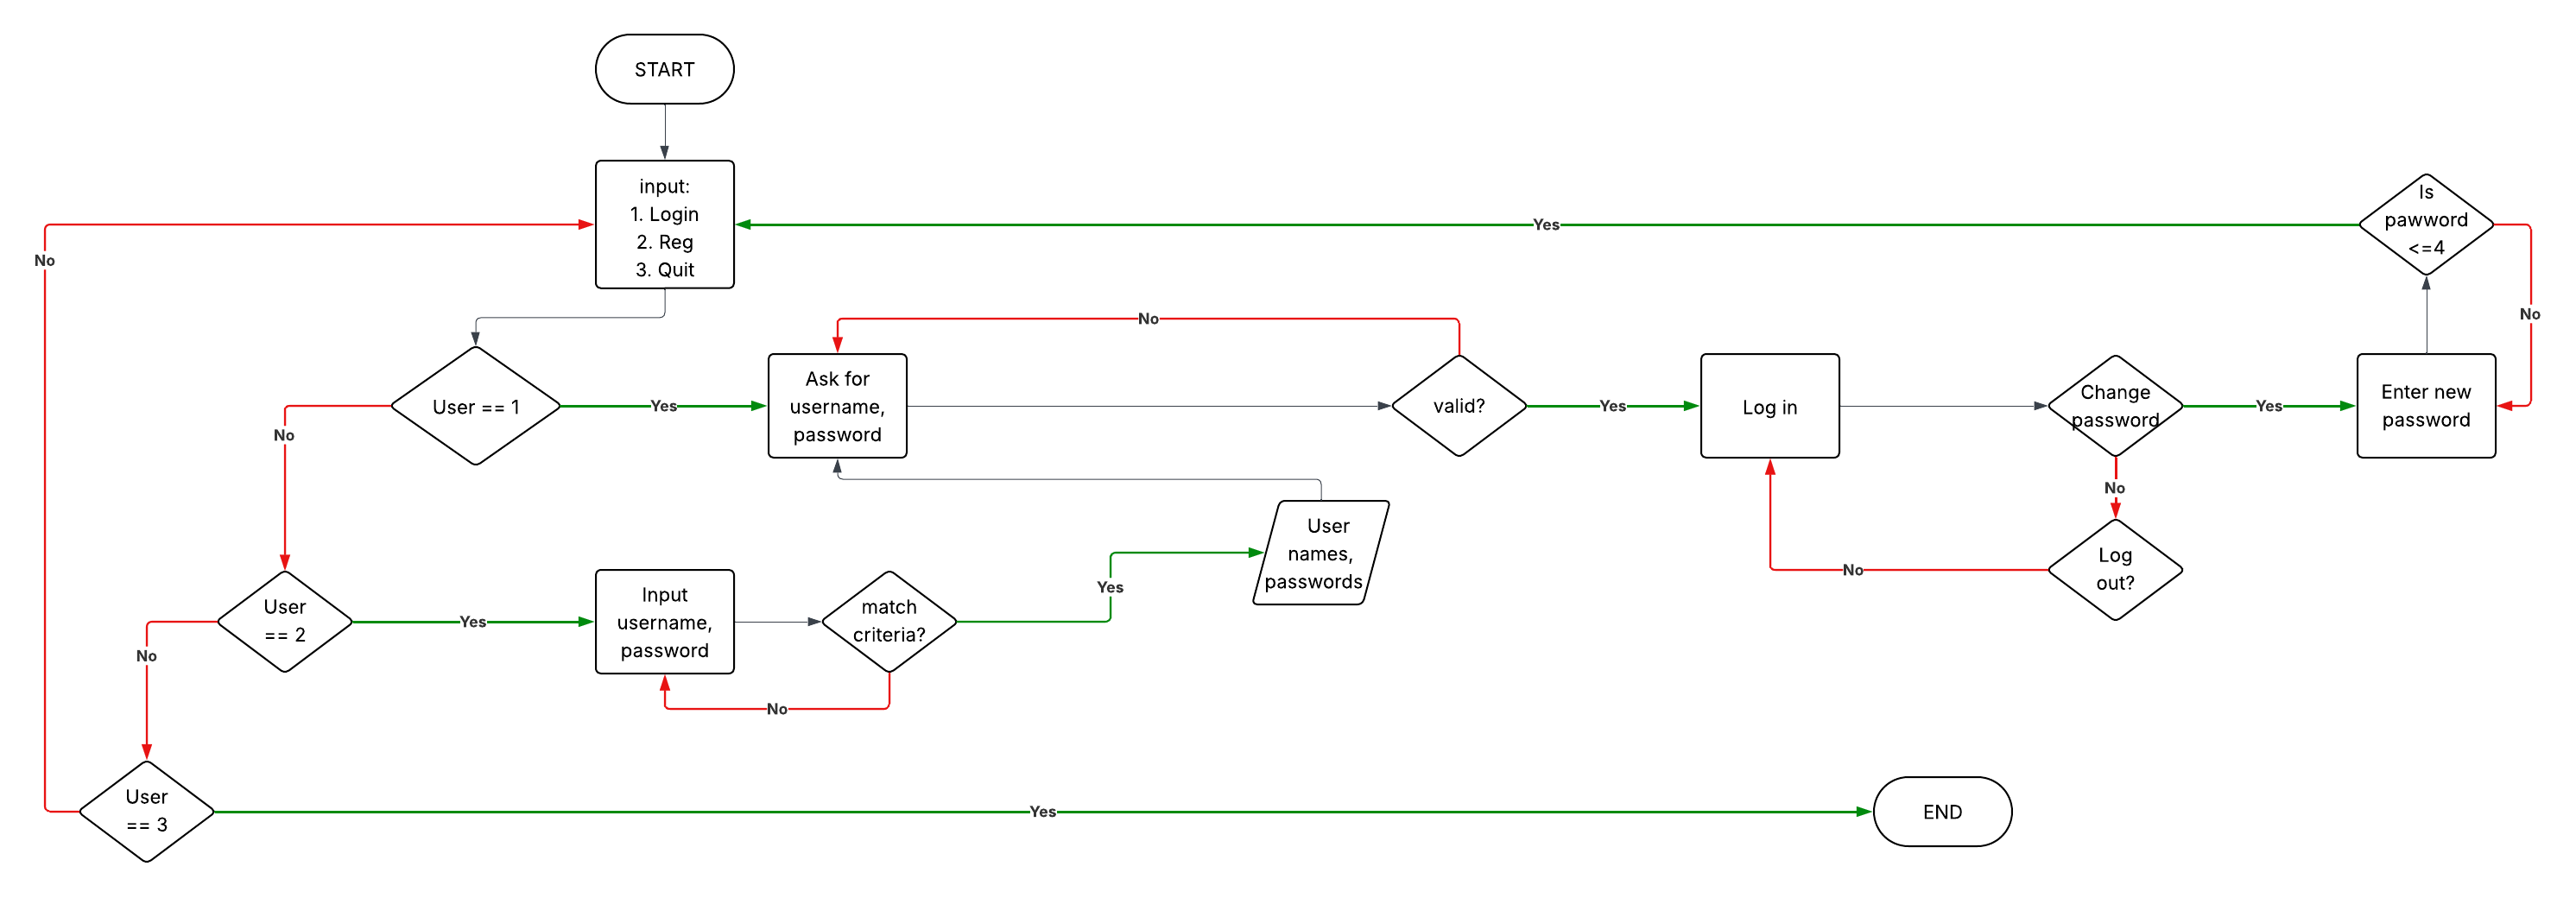 START
input:
1. Login
2. Reg
3. Quit
Is
pawword
<=4
Yes
No
No
No
User == 1
Yes
Ask for
username,
password
valid?
Yes
Log in
Change
password
Yes
Enter new
password
No
No
User
names,
passwords
Log
out?
No
User
== 2
Yes
Input
username,
password
match
criteria?
Yes
No
No
User
== 3
Yes
END